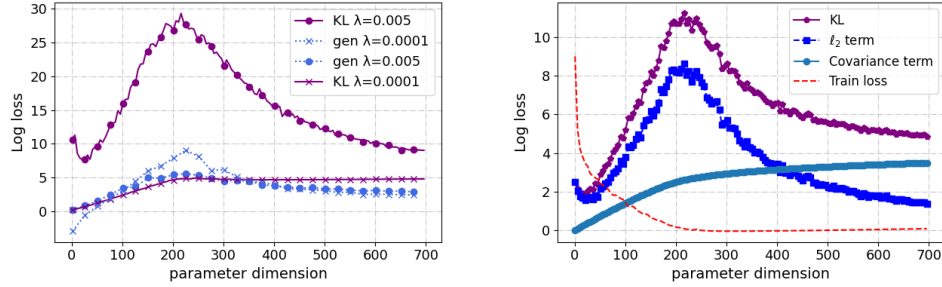 30
25
20
15
10
5
0
Log loss
0 100 200 300 400 500 600 700
parameter dimension
KL λ=0.005
gen λ=0.0001
gen λ=0.005
KL λ=0.0001
10
8
6
4
2
0
Log loss
0 100 200 300 400 500 600 700
parameter dimension
KL
ℓ₂ term
Covariance term
Train loss